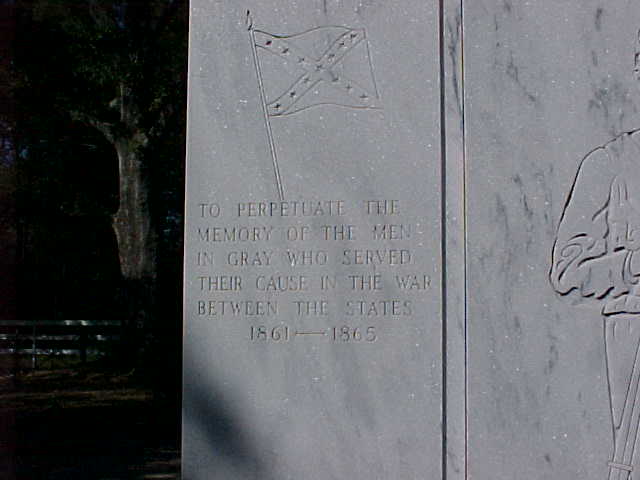 TO PERPETUATE THE
MEMORY OF THE MEN
IN GRAY WHO SERVED
THEIR CAUSE IN THE WAR
BETWEEN THE STATES
1861—1865